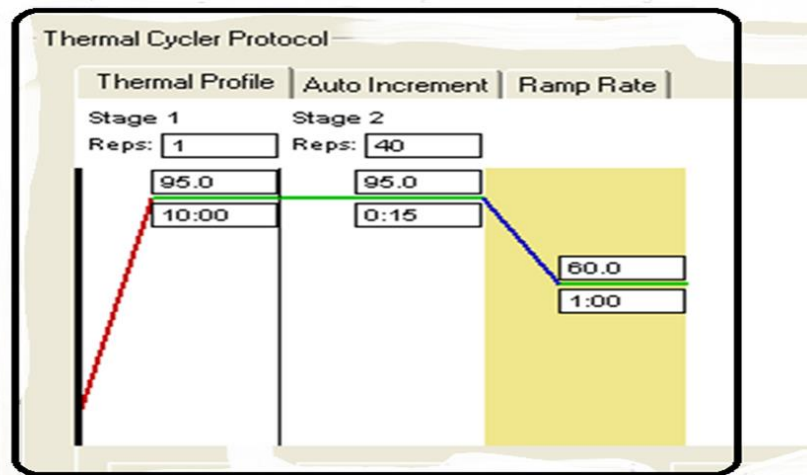 Thermal Cycler Protocol
Thermal Profile Auto Increment Ramp Rate
Stage 1 Stage 2
Reps: 1 Reps: 40
95.0 95.0
10:00 0:15
60.0
1:00